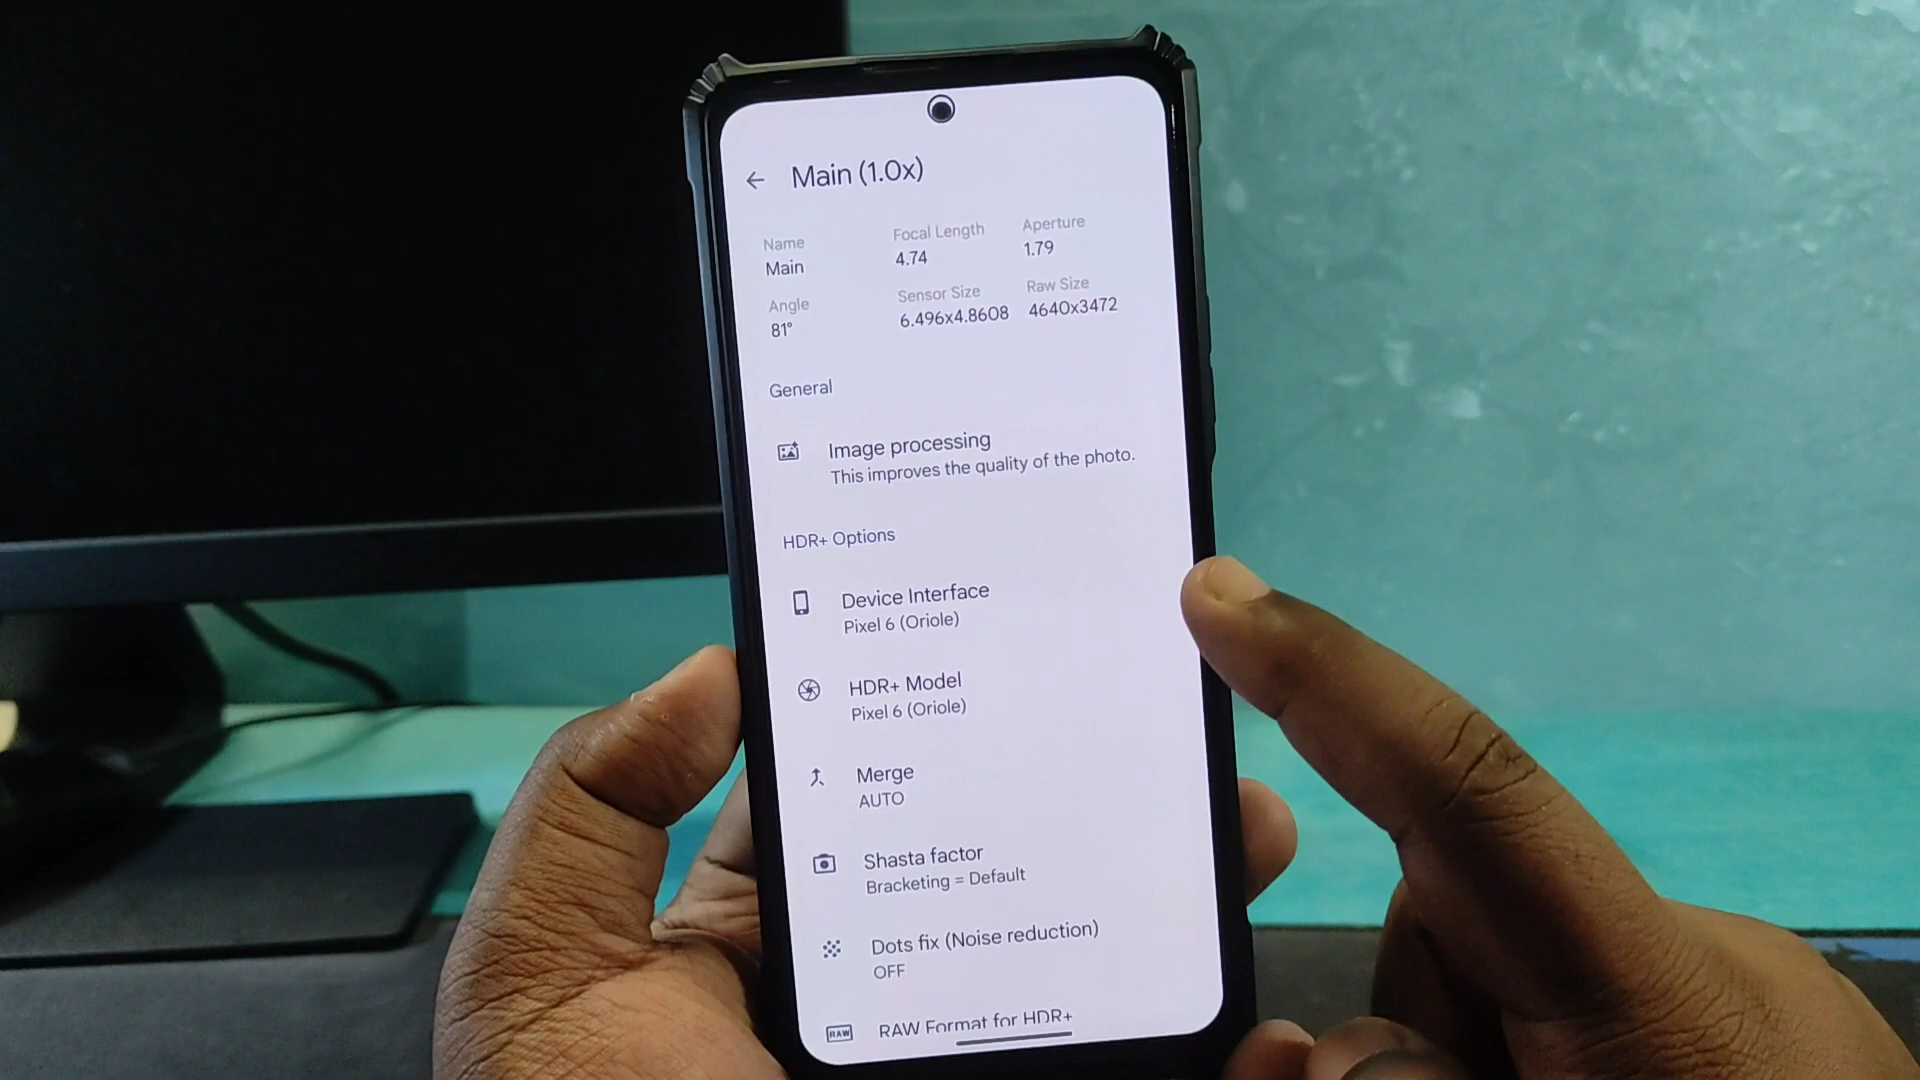 Main (1.0x)
Name
Main
Focal Length
4.74
Aperture
1.79
Angle
81°
Sensor Size
6.496x4.8608
Raw Size
4640x3472
General
Image processing
This improves the quality of the photo.
HDR+ Options
Device Interface
Pixel 6 (Oriole)
HDR+ Model
Pixel 6 (Oriole)
Merge
AUTO
Shasta factor
Bracketing = Default
Dots fix (Noise reduction)
OFF
RAW
RAW Format for HDR+